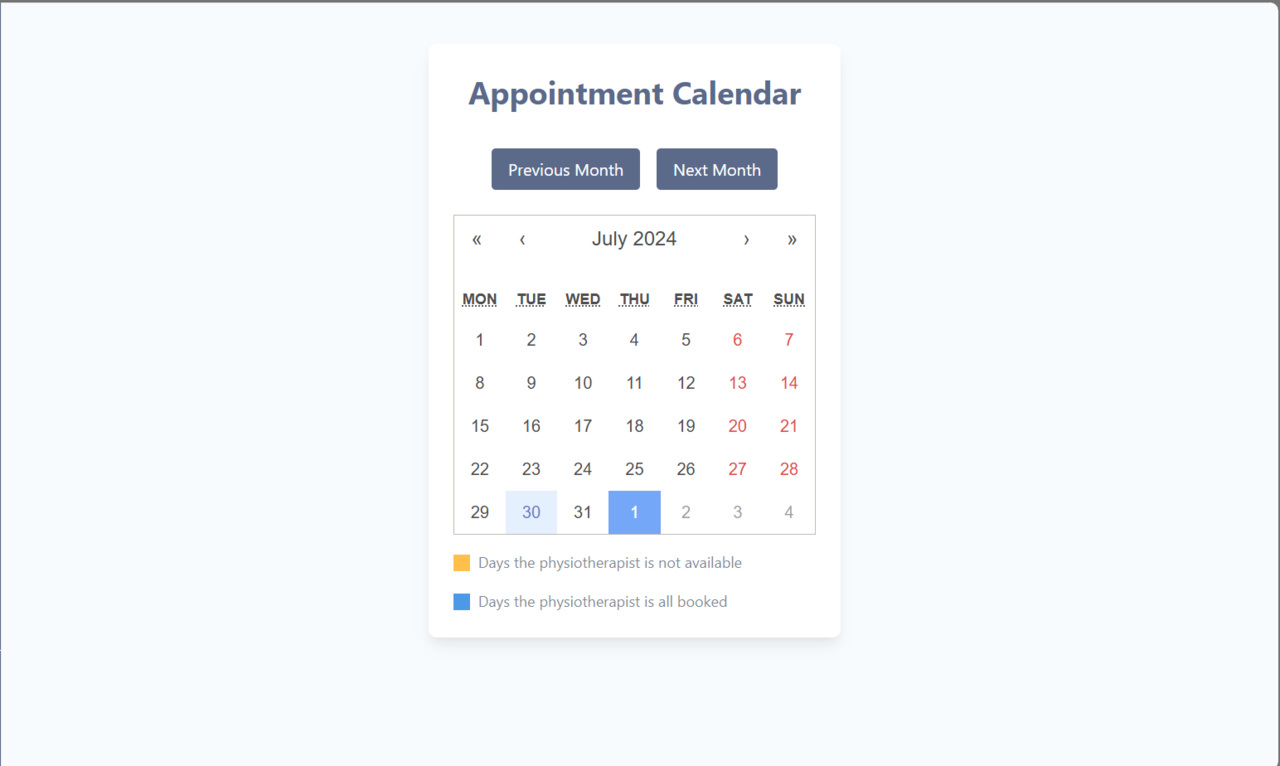 Appointment Calendar
Previous Month Next Month
« ‹ July 2024 › »
MON TUE WED THU FRI SAT SUN
1 2 3 4 5 6 7
8 9 10 11 12 13 14
15 16 17 18 19 20 21
22 23 24 25 26 27 28
29 30 31 1 2 3 4
Days the physiotherapist is not available
Days the physiotherapist is all booked